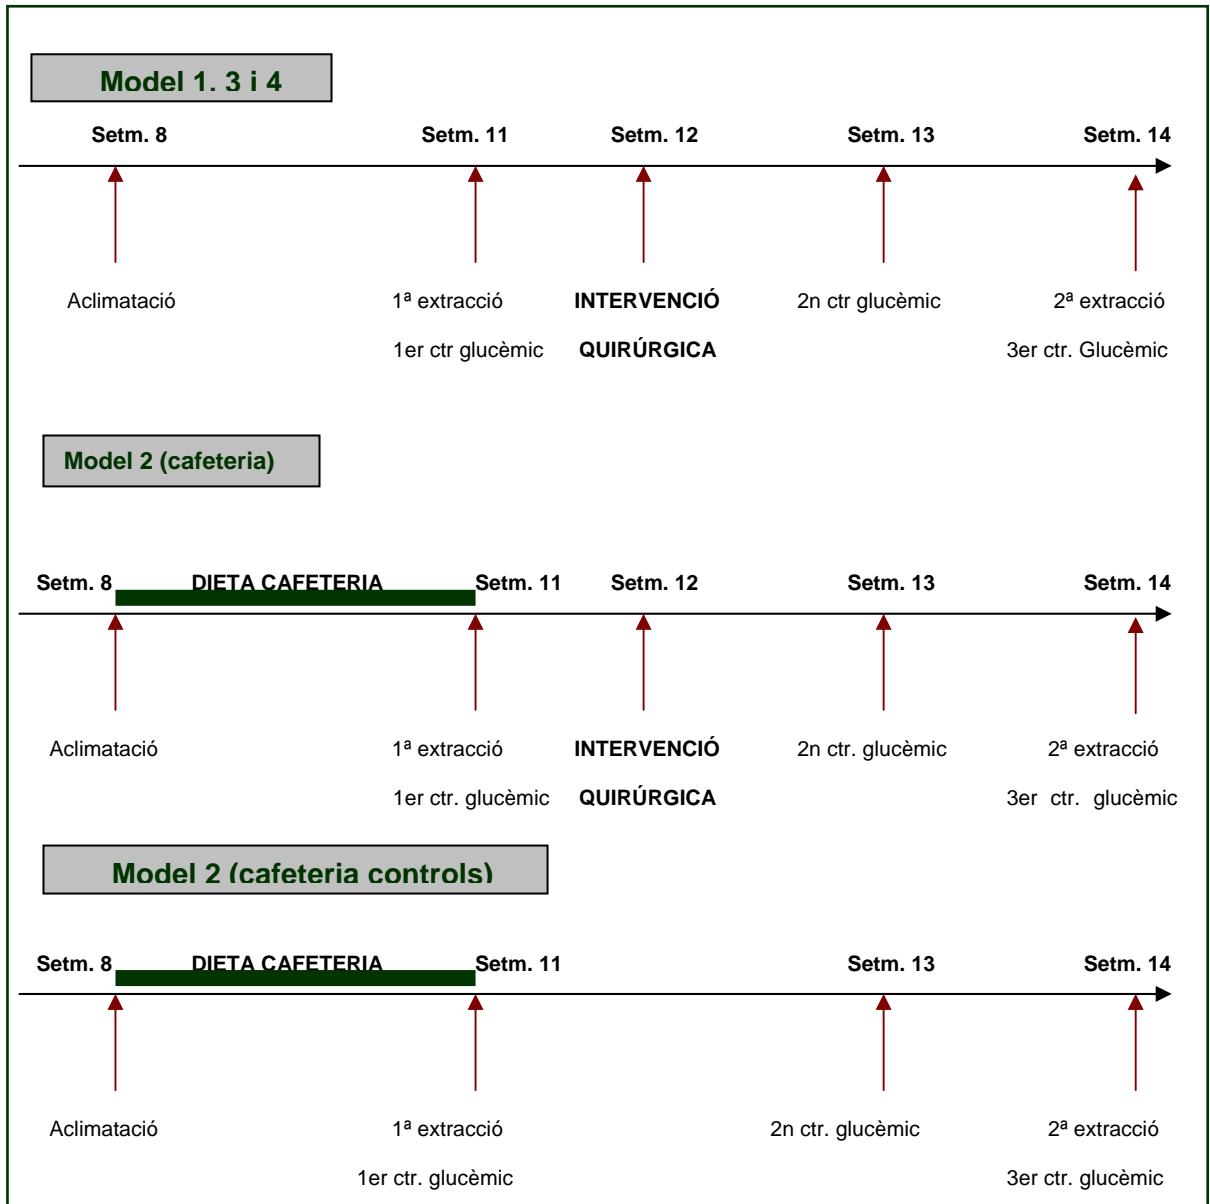 Model 1. 3 i 4
Setm. 8 Setm. 11 Setm. 12 Setm. 13 Setm. 14
Aclimatació 1ª extracció INTERVENCIÓ 2n ctr glucèmic 2ª extracció
1er ctr glucèmic QUIRÚRGICA 3er ctr. Glucèmic
Model 2 (cafeteria)
Setm. 8 DIETA CAFETERIA Setm. 11 Setm. 12 Setm. 13 Setm. 14
Aclimatació 1ª extracció INTERVENCIÓ 2n ctr. glucèmic 2ª extracció
1er ctr. glucèmic QUIRÚRGICA 3er ctr. glucèmic
Model 2 (cafeteria controls)
Setm. 8 DIETA CAFETERIA Setm. 11 Setm. 13 Setm. 14
Aclimatació 1ª extracció 2n ctr. glucèmic 2ª extracció
1er ctr. glucèmic 3er ctr. glucèmic